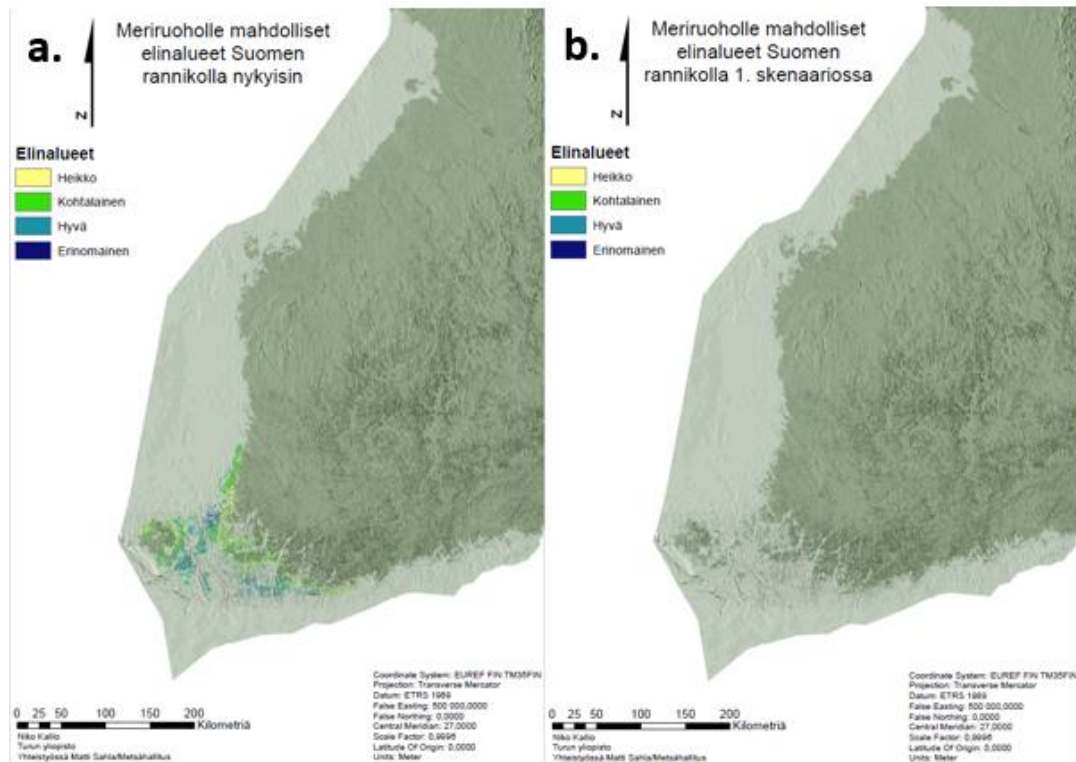 a.
Meriruoholle mahdolliset
elinalueet Suomen
rannikolla nykyisin
N
Elinalueet
Heikko
Kohtalainen
Hyvä
Erinomainen
Coordinate System: EUREF FIN TM35FIN
Projection: Transverse Mercator
Datum: ETRS 1989
False Easting: 500 000,0000
False Northing: 0,0000
Central Meridian: 27,0000
Scale Factor: 0,9996
Latitude Of Origin: 0,0000
Units: Meter
0 25 50 100 150 200
Kilometriä
Niko Kallio
Turun yliopisto
Yhteistyössä Matti Sahla/Metsähallitus
b.
Meriruoholle mahdolliset
elinalueet Suomen
rannikolla 1. skenaariossa
N
Elinalueet
Heikko
Kohtalainen
Hyvä
Erinomainen
Coordinate System: EUREF FIN TM35FIN
Projection: Transverse Mercator
Datum: ETRS 1989
False Easting: 500 000,0000
False Northing: 0,0000
Central Meridian: 27,0000
Scale Factor: 0,9996
Latitude Of Origin: 0,0000
Units: Meter
0 25 50 100 150 200
Kilometriä
Niko Kallio
Turun yliopisto
Yhteistyössä Matti Sahla/Metsähallitus